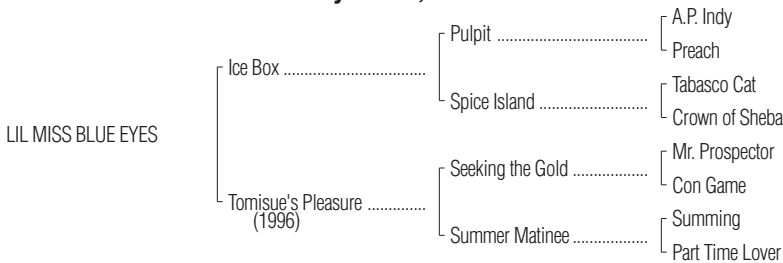 LIL MISS BLUE EYES
Ice Box ..................................
Tomisue's Pleasure ..............
(1996)
Pulpit ....................................
Spice Island ..........................
Seeking the Gold ..................
Summer Matinee ..................
A.P. Indy
Preach
Tabasco Cat
Crown of Sheba
Mr. Prospector
Con Game
Summing
Part Time Lover